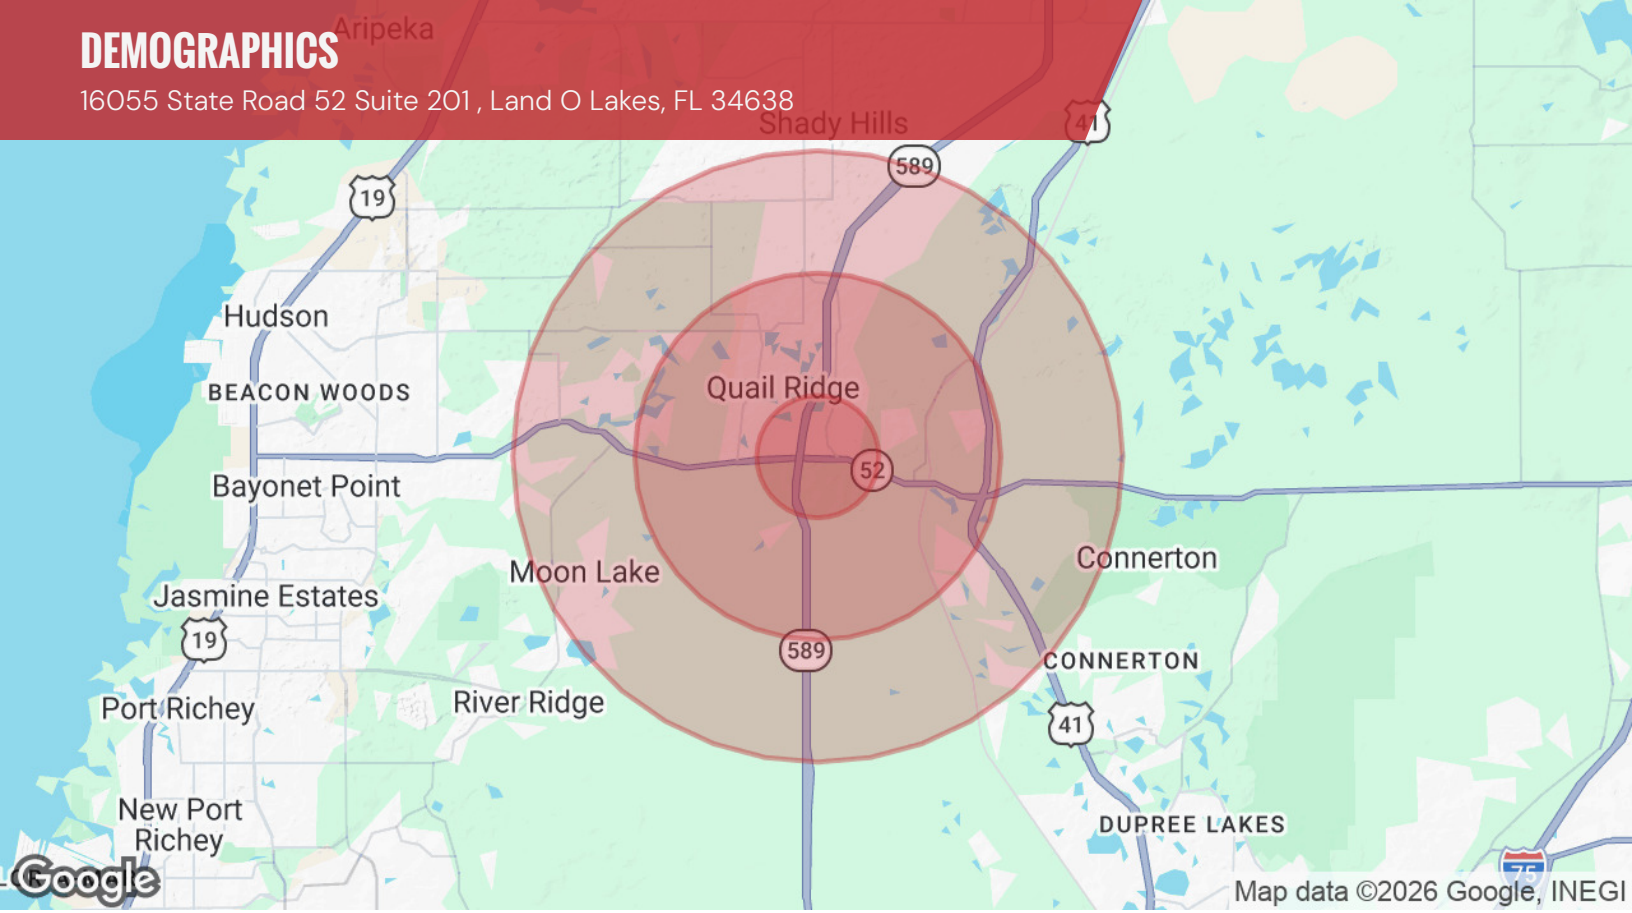 DEMOGRAPHICS
Aripeka
16055 State Road 52 Suite 201 , Land O Lakes, FL 34638
Shady Hills
41
589
19
Hudson
BEACON WOODS
Quail Ridge
52
Bayonet Point
Connerton
Moon Lake
Jasmine Estates
19
589
CONNERTON
River Ridge
Port Richey
41
New Port
Richey
DUPREE LAKES
75
Google
Map data ©2026 Google, INEGI